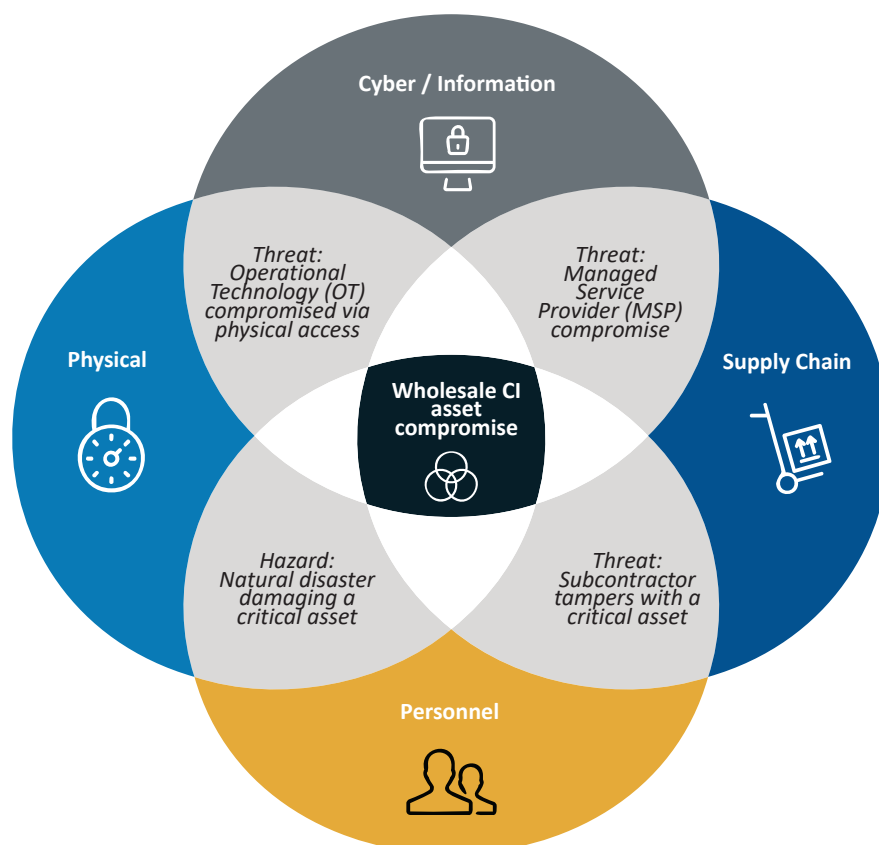 Cyber / Information
Threat:
Operational
Technology (OT)
compromised via
physical access
Threat:
Managed
Service
Provider (MSP)
compromise
Physical
Wholesale CI
asset
compromise
Supply Chain
Hazard:
Natural disaster
damaging a
critical asset
Threat:
Subcontractor
tampers with a
critical asset
Personnel